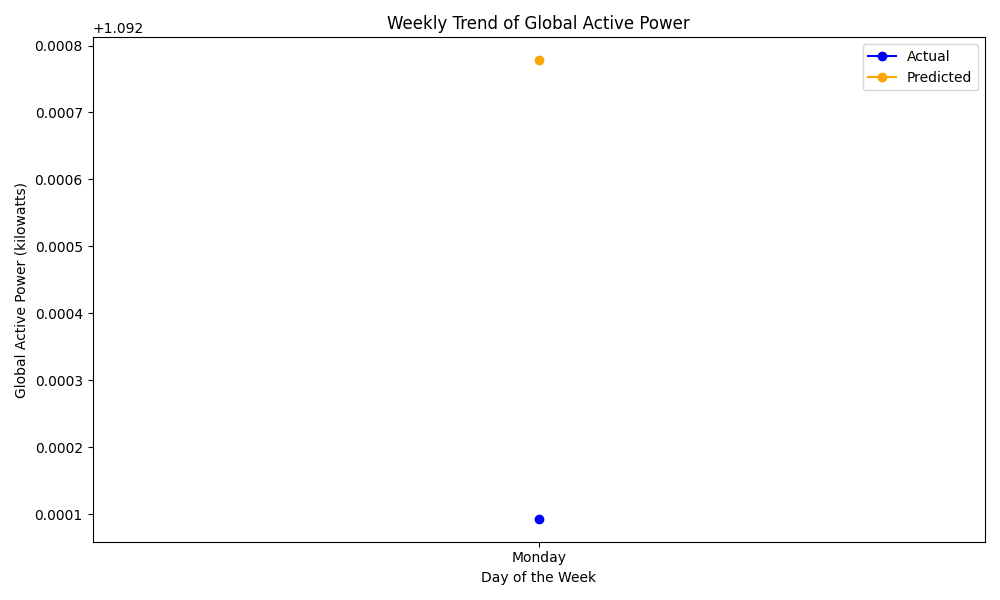 Weekly Trend of Global Active Power
+1.092
0.0008
0.0007
0.0006
0.0005
0.0004
0.0003
0.0002
0.0001
Global Active Power (kilowatts)
Actual
Predicted
Monday
Day of the Week